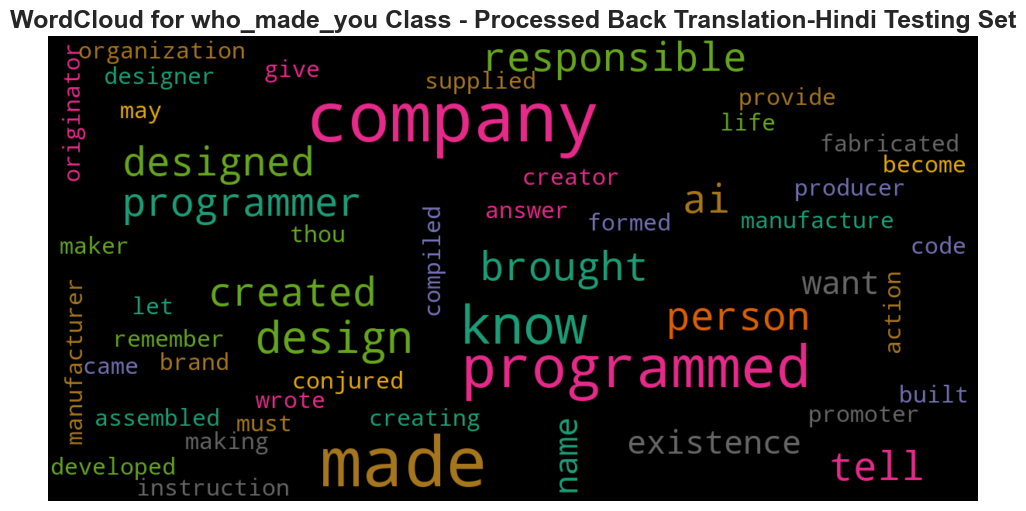 WordCloud for who_made_you Class - Processed Back Translation-Hindi Testing Set
organization
designer
give
supplied
responsible
originator
may
company
provide
life
fabricated
designed
creator
become
programmer
ai
producer
answer
formed
manufacture
thou
compiled
maker
code
brought
want
created
let
know
person
action
design
manufacturer
remember
came
brand
programmed
conjured
wrote
built
assembled
must
creating
promoter
making
name
existence
made
tell
developed
instruction